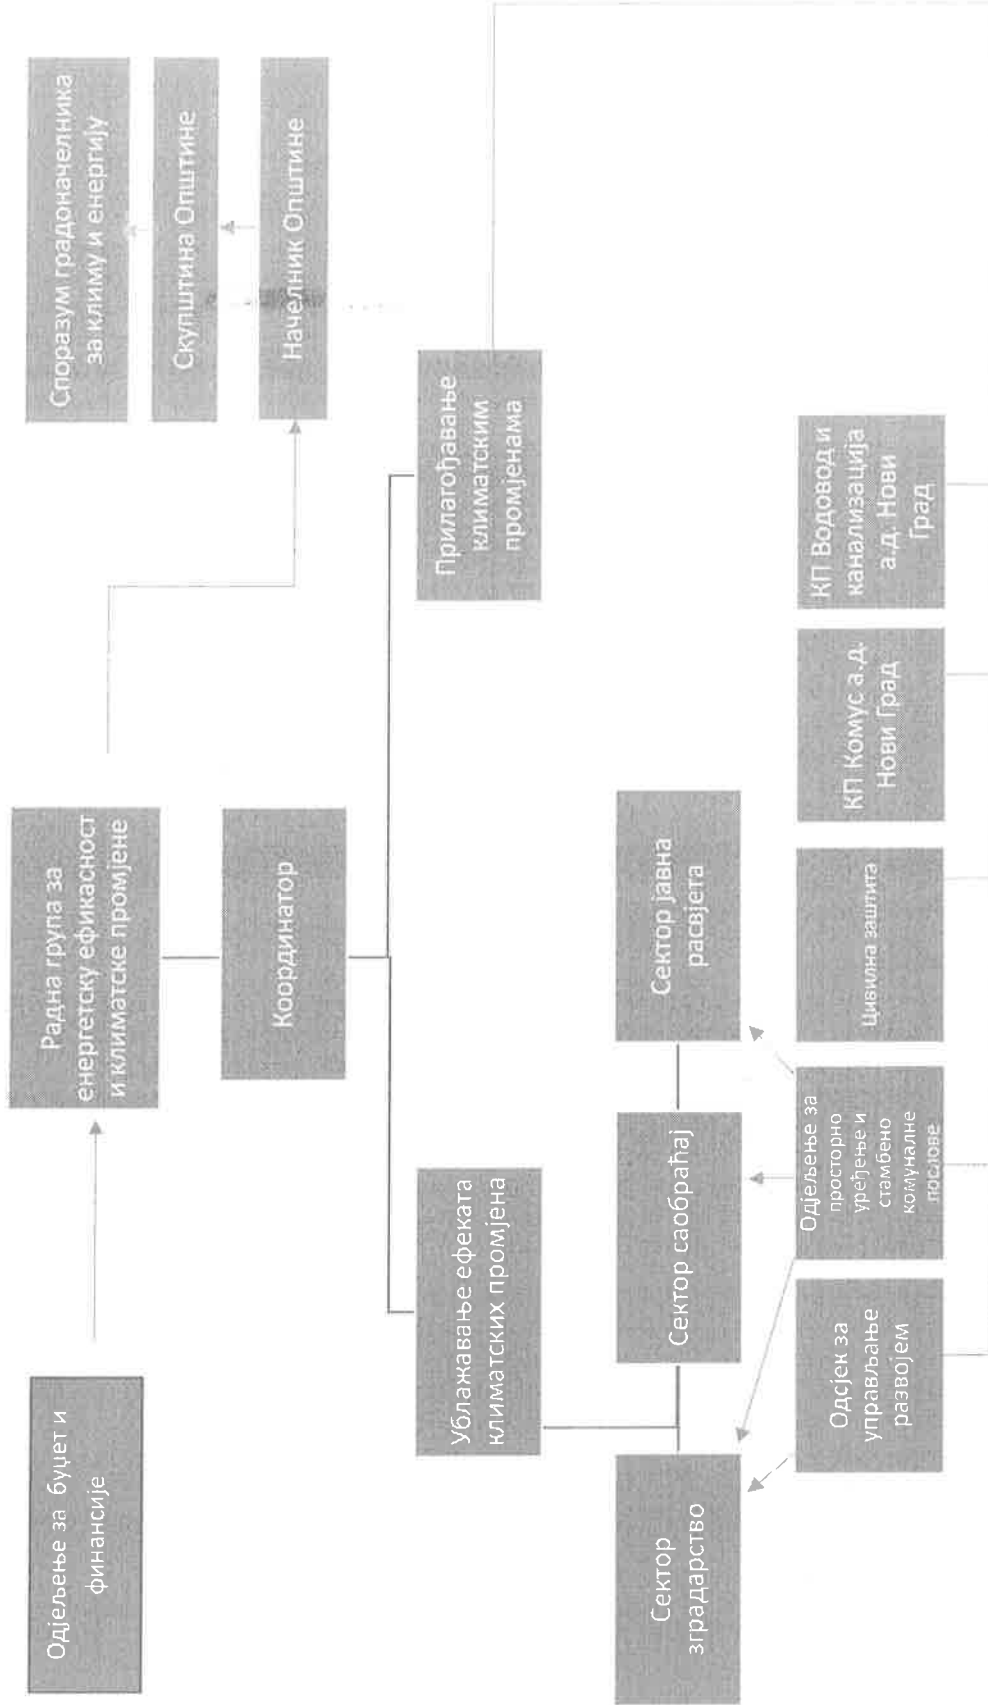 Одјељење за буџет и
финансије
Радна група за
енергетску ефикасност
и климатске промјене
Споразум градоначелника
за климу и енергију
Скупштина Општине
Начелник Општине
Координатор
Ублажавање ефеката
климатских промјена
Прилагођавање
климатским
промјенама
Сектор
зградарство
Сектор саобраћај
Сектор јавна
расвјета
Одсјек за
управљање
развојем
Одјељење за
просторно
уређење и
стамбено
комуналне
послове
Цивилна заштита
КП Комус а.д.
Нови Град
КП Водовод и
канализација
а.д. Нови
Град